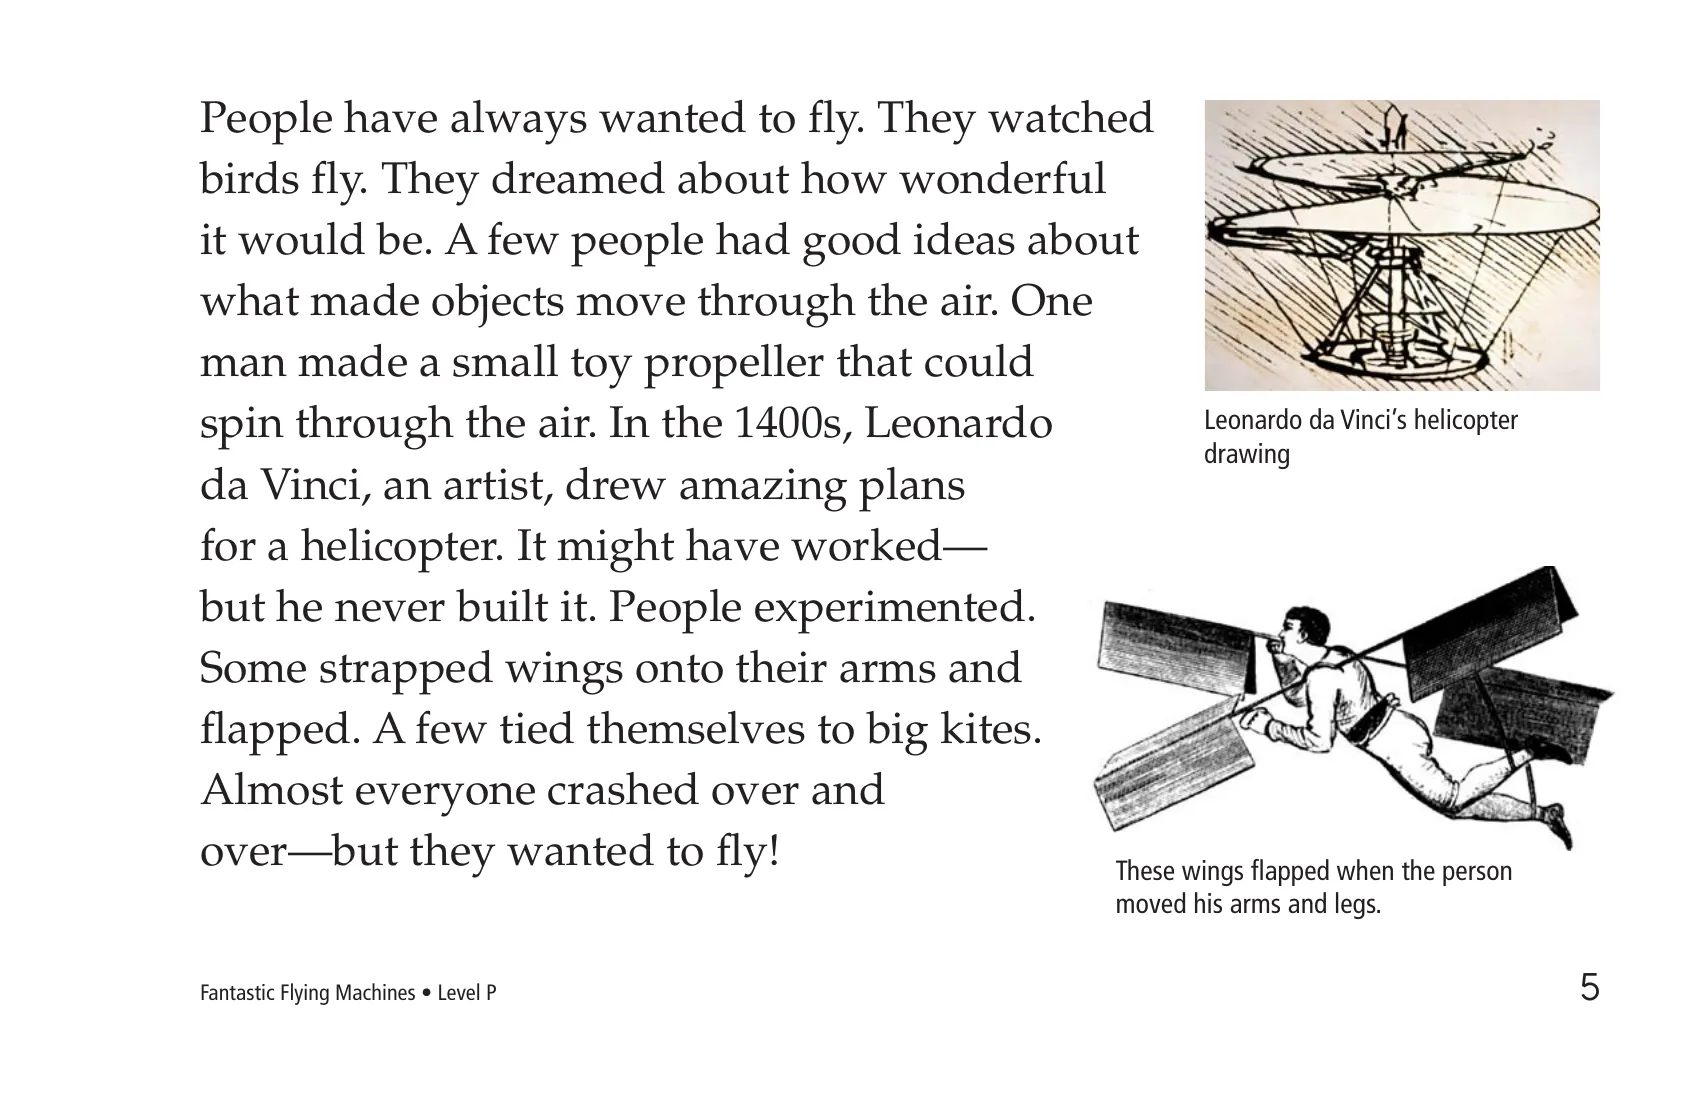 People have always wanted to fly. They watched
birds fly. They dreamed about how wonderful
it would be. A few people had good ideas about
what made objects move through the air. One
man made a small toy propeller that could
spin through the air. In the 1400s, Leonardo
da Vinci, an artist, drew amazing plans
for a helicopter. It might have worked—
but he never built it. People experimented.
Some strapped wings onto their arms and
flapped. A few tied themselves to big kites.
Almost everyone crashed over and
over—but they wanted to fly!
Leonardo da Vinci’s helicopter
drawing
These wings flapped when the person
moved his arms and legs.
Fantastic Flying Machines • Level P
5